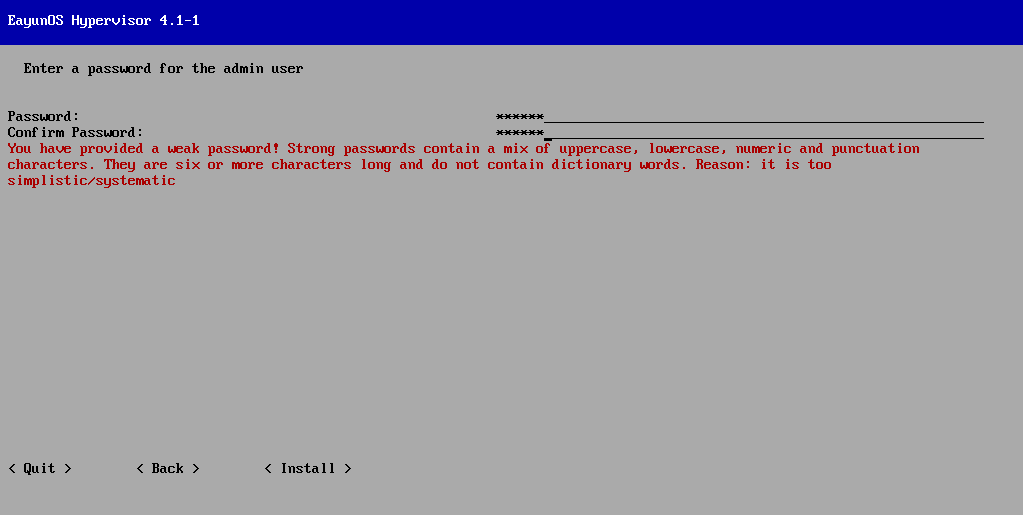 EayunOS Hypervisor 4.1-1
Enter a password for the admin user
Password: ******
Confirm Password: ******
You have provided a weak password! Strong passwords contain a mix of uppercase, lowercase, numeric and punctuation
characters. They are six or more characters long and do not contain dictionary words. Reason: it is too
simplistic/systematic
< Quit > < Back > < Install >